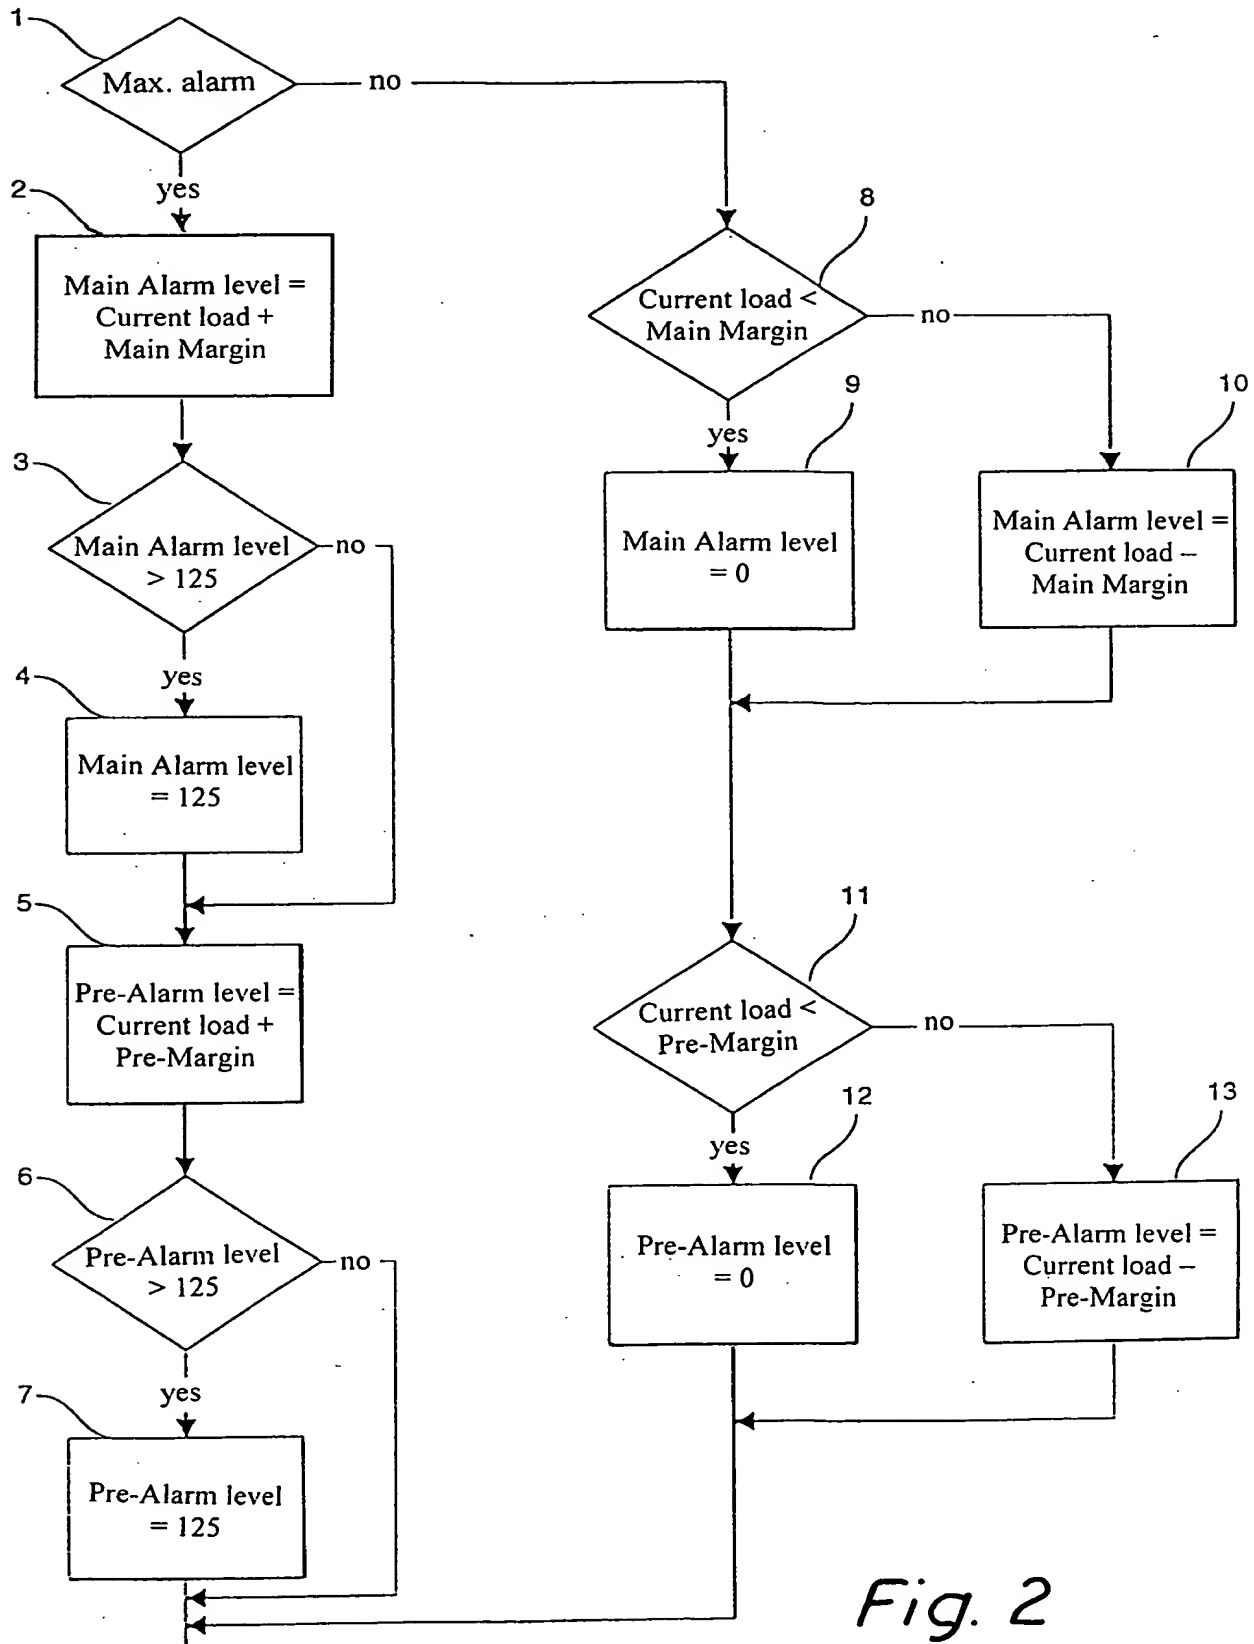 1
Max. alarm
no
yes
2
Main Alarm level =
Current load +
Main Margin
3
Main Alarm level
> 125
no
yes
4
Main Alarm level
= 125
5
Pre-Alarm level =
Current load +
Pre-Margin
6
Pre-Alarm level
> 125
no
yes
7
Pre-Alarm level
= 125
8
Current load <
Main Margin
no
yes
9
Main Alarm level
= 0
10
Main Alarm level =
Current load –
Main Margin
11
Current load <
Pre-Margin
no
yes
12
Pre-Alarm level
= 0
13
Pre-Alarm level =
Current load –
Pre-Margin
Fig. 2